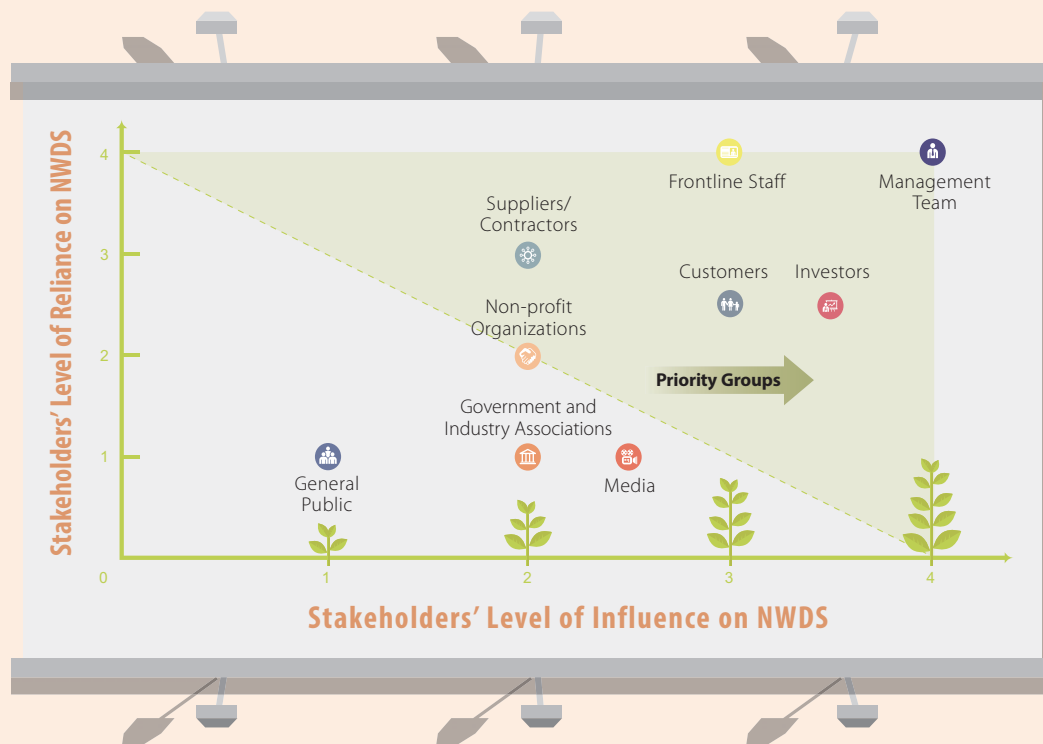 Stakeholders' Level of Reliance on NWDS
4
3
2
1
0
Frontline Staff
Management
Team
Suppliers/
Contractors
Customers
Investors
Non-profit
Organizations
Priority Groups
Government and
Industry Associations
General
Public
Media
1
2
3
4
Stakeholders' Level of Influence on NWDS